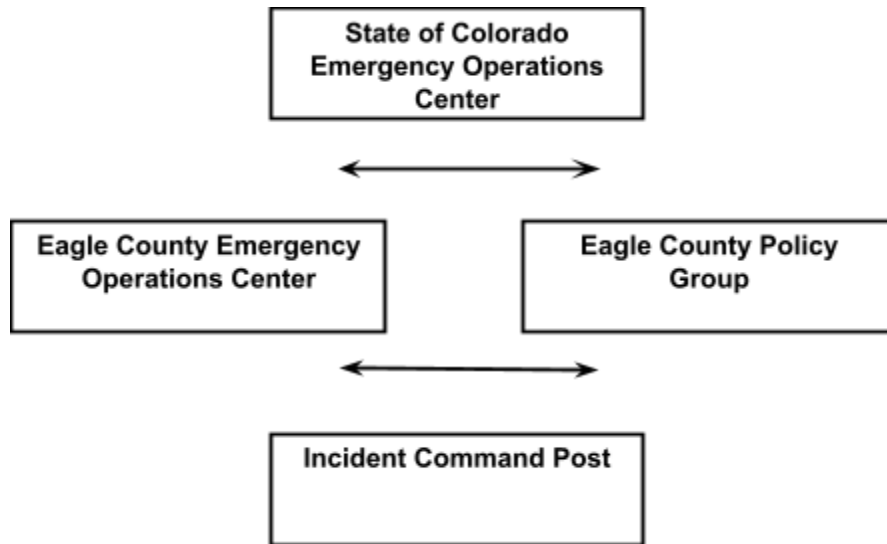 State of Colorado
Emergency Operations
Center
Eagle County Emergency
Operations Center
Eagle County Policy
Group
Incident Command Post